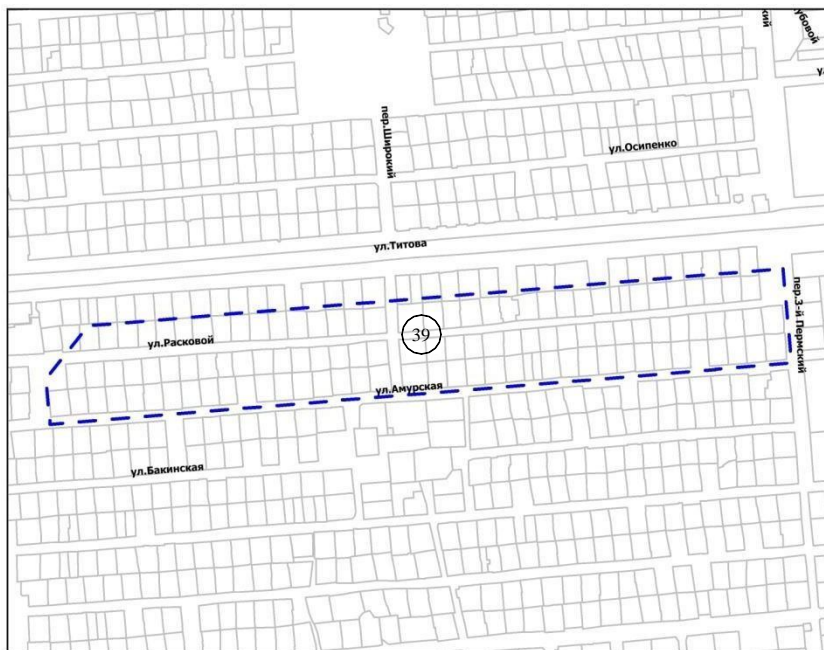 ул.Осипенко
пер.Широкий
ул.Титова
пер.3-й Пермский
39
ул.Расковой
ул.Амурская
ул.Бакинская